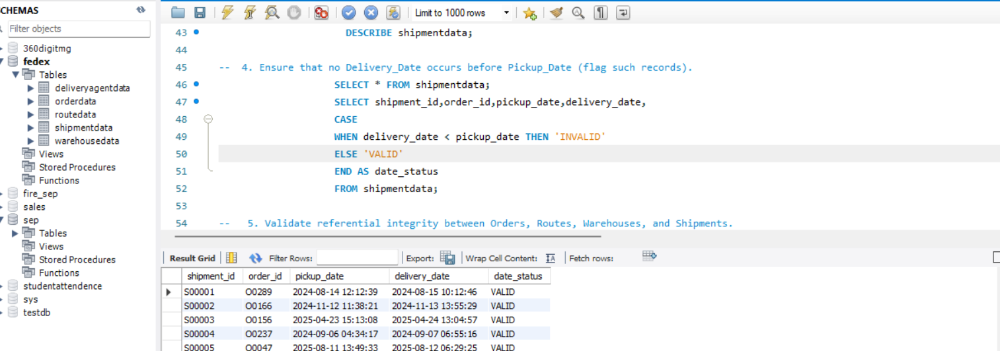 SCHEMAS
Filter objects
360digitmg
fedex
Tables
deliveryagentdata
orderdata
routedata
shipmentdata
warehousedata
Views
Stored Procedures
Functions
fire_sep
sales
sep
Tables
Views
Stored Procedures
Functions
studentattendence
sys
testdb
Limit to 1000 rows
43 DESCRIBE shipmentdata;
44
45 -- 4. Ensure that no Delivery_Date occurs before Pickup_Date (flag such records).
46 SELECT * FROM shipmentdata;
47 SELECT shipment_id,order_id,pickup_date,delivery_date,
48 CASE
49 WHEN delivery_date < pickup_date THEN 'INVALID'
50 ELSE 'VALID'
51 END AS date_status
52 FROM shipmentdata;
53
54 -- 5. Validate referential integrity between Orders, Routes, Warehouses, and Shipments.
Result Grid Filter Rows: Export: Wrap Cell Content: Fetch rows:
shipment_id order_id pickup_date delivery_date date_status
S00001 O0289 2024-08-14 12:12:39 2024-08-15 10:12:46 VALID
S00002 O0166 2024-11-12 11:38:21 2024-11-13 13:55:29 VALID
S00003 O0156 2025-04-23 15:13:08 2025-04-24 13:04:57 VALID
S00004 O0237 2024-09-06 04:34:17 2024-09-07 06:55:16 VALID
S00005 O0047 2025-08-11 13:49:33 2025-08-12 06:29:25 VALID